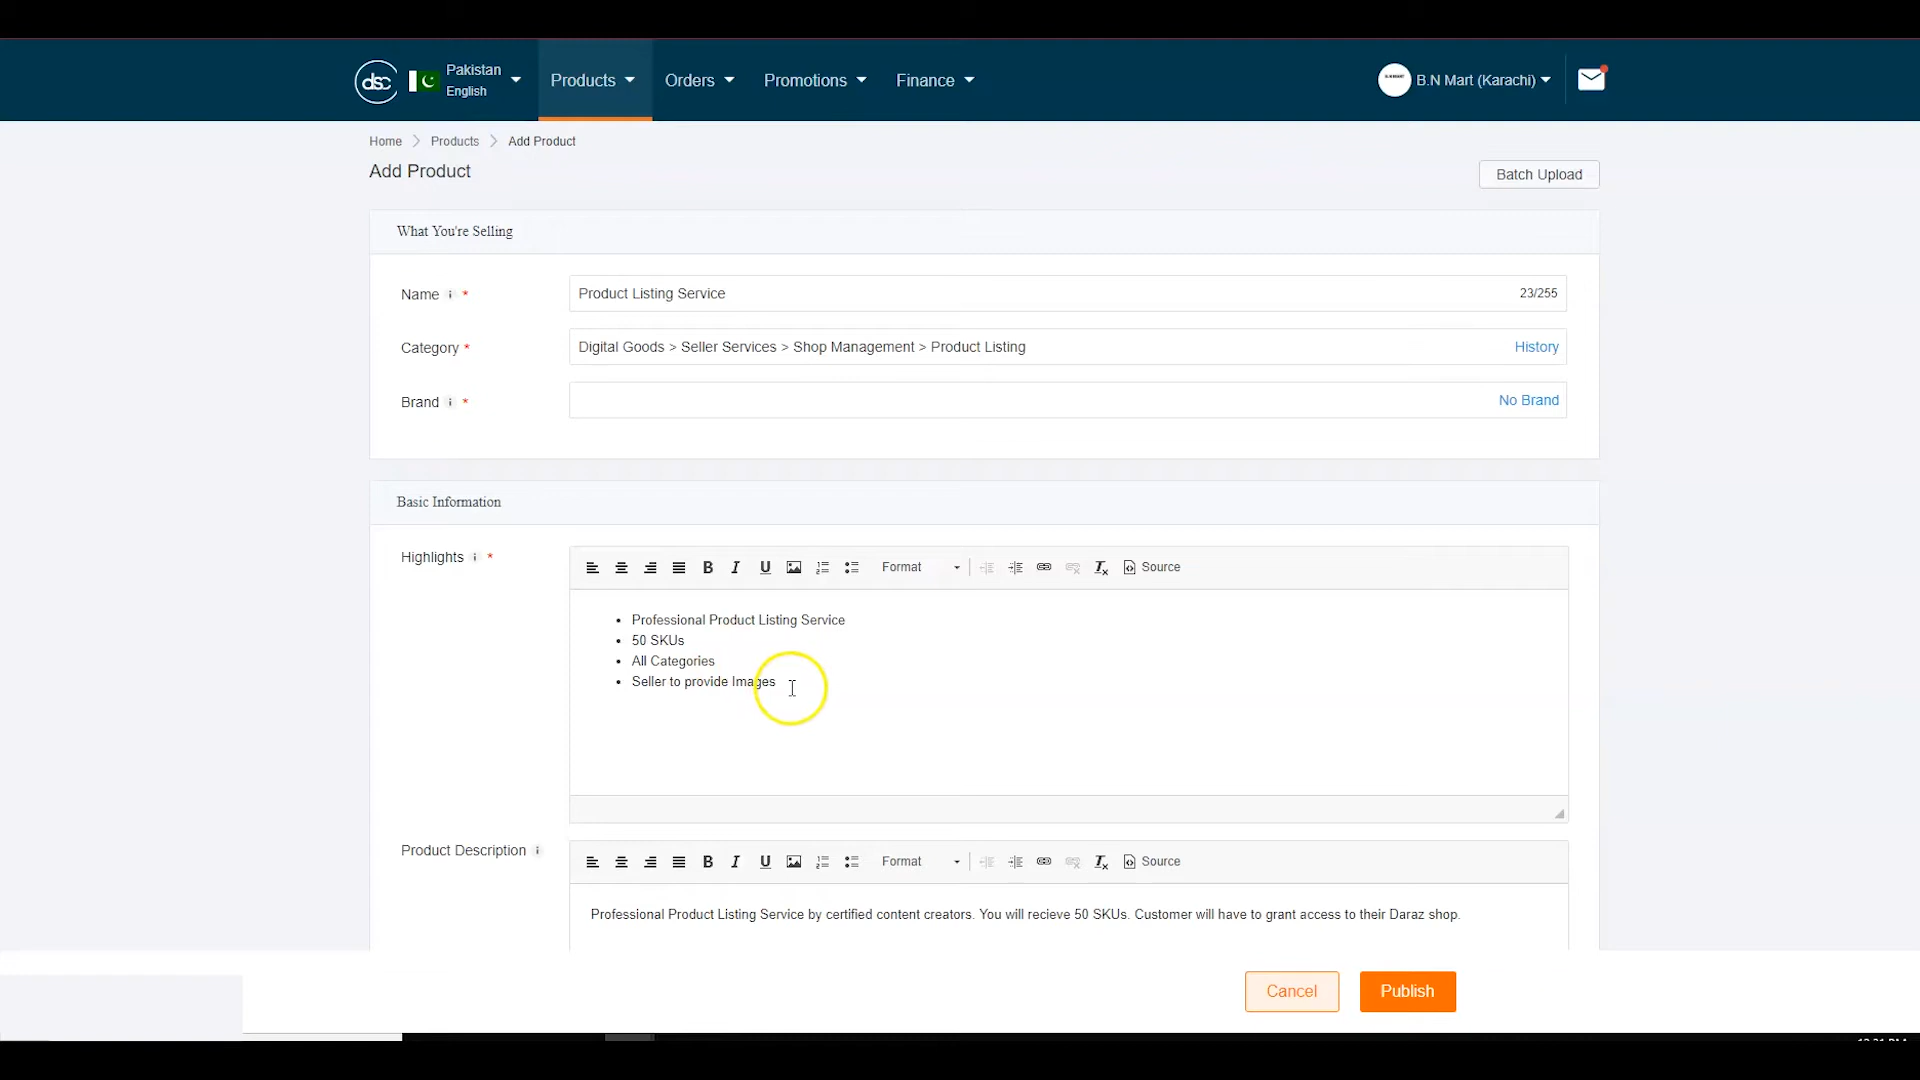 dsc
Pakistan
English
Products
Orders
Promotions
Finance
B.N Mart (Karachi)
Home
Products
Add Product
Add Product
Batch Upload
What You're Selling
Name *
Product Listing Service
23/255
Category *
Digital Goods > Seller Services > Shop Management > Product Listing
History
Brand *
No Brand
Basic Information
Highlights *
B I U Format Source
• Professional Product Listing Service
• 50 SKUs
• All Categories
• Seller to provide Images
Product Description
B I U Format Source
Professional Product Listing Service by certified content creators. You will recieve 50 SKUs. Customer will have to grant access to their Daraz shop.
Cancel
Publish